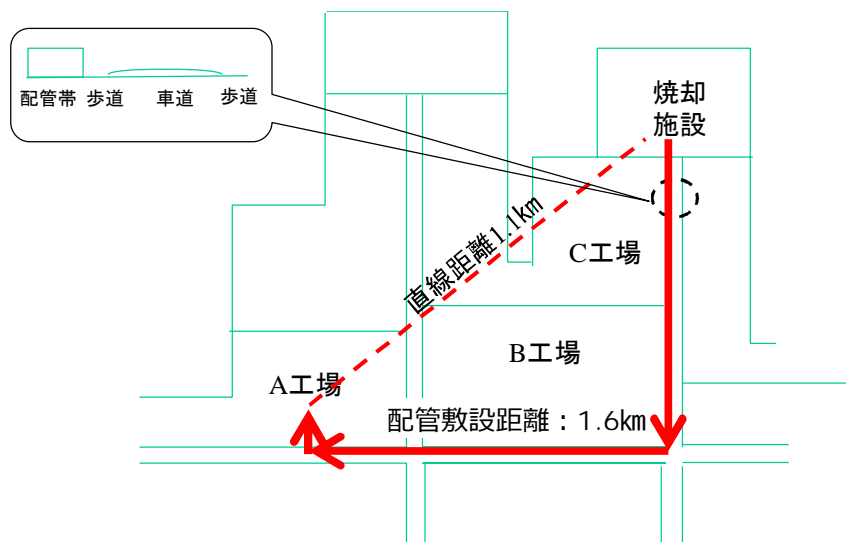 配管帯 歩道 車道 歩道
焼却
施設
直線距離1.1㎞
C工場
B工場
A工場
配管敷設距離：1.6㎞